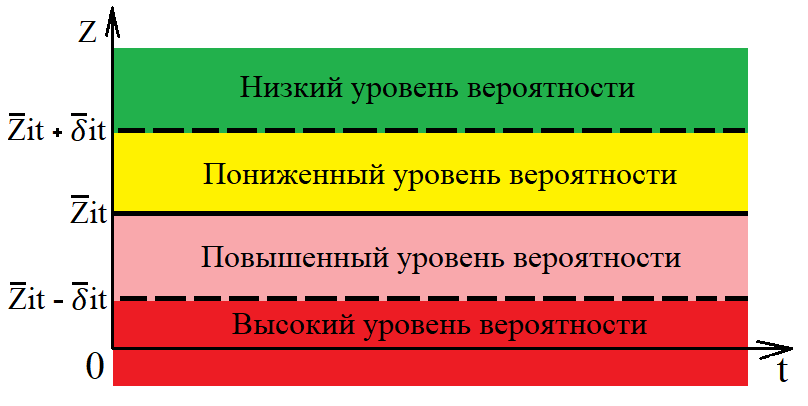 Z
Низкий уровень вероятности
Z̅it + δ̅it
Пониженный уровень вероятности
Z̅it
Повышенный уровень вероятности
Z̅it - δ̅it
Высокий уровень вероятности
0
t